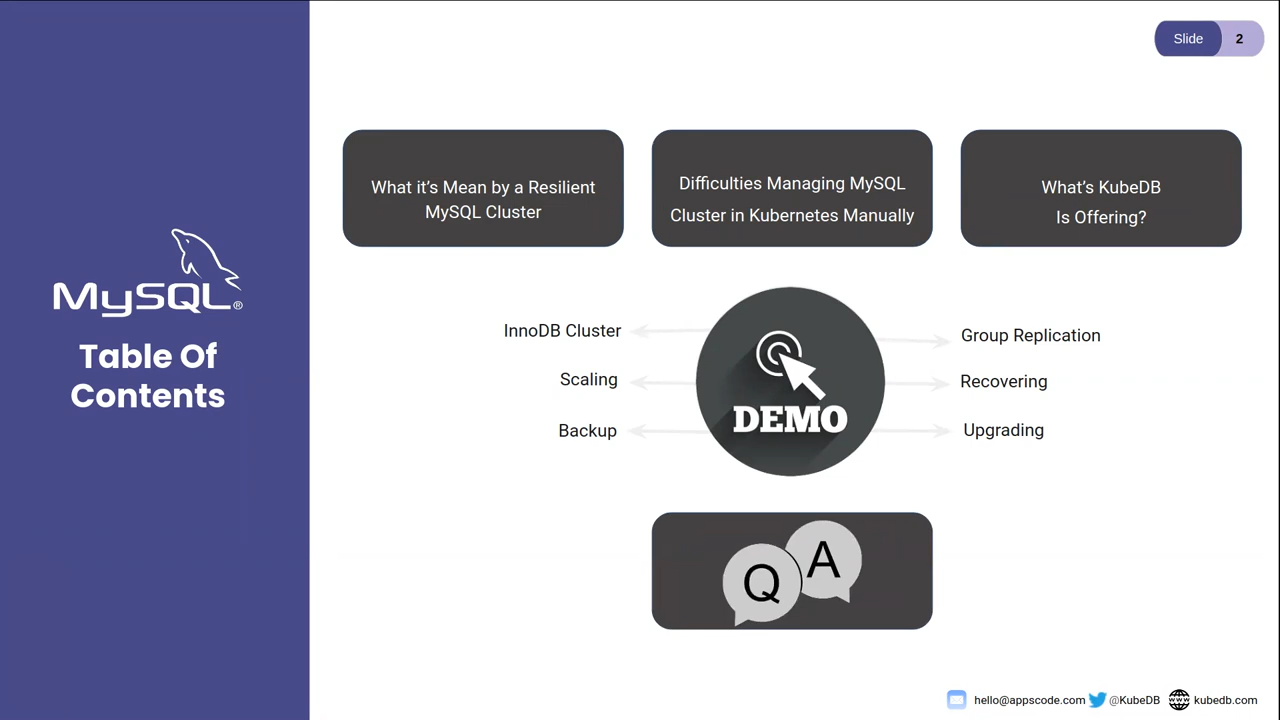 Slide 2
MySQL®
Table Of
Contents
What it's Mean by a Resilient
MySQL Cluster
Difficulties Managing MySQL
Cluster in Kubernetes Manually
What's KubeDB
Is Offering?
InnoDB Cluster
Scaling
Backup
DEMO
Group Replication
Recovering
Upgrading
Q A
hello@appscode.com @KubeDB kubedb.com